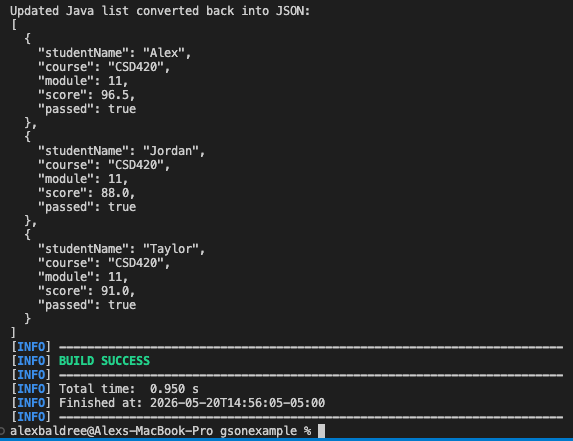 Updated Java list converted back into JSON:
[
  {
    "studentName": "Alex",
    "course": "CSD420",
    "module": 11,
    "score": 96.5,
    "passed": true
  },
  {
    "studentName": "Jordan",
    "course": "CSD420",
    "module": 11,
    "score": 88.0,
    "passed": true
  },
  {
    "studentName": "Taylor",
    "course": "CSD420",
    "module": 11,
    "score": 91.0,
    "passed": true
  }
]
[INFO] ------------------------------------------------------------------------
[INFO] BUILD SUCCESS
[INFO] ------------------------------------------------------------------------
[INFO] Total time:  0.950 s
[INFO] Finished at: 2026-05-20T14:56:05-05:00
[INFO] ------------------------------------------------------------------------
alexbaldree@Alexs-MacBook-Pro gsonexample %